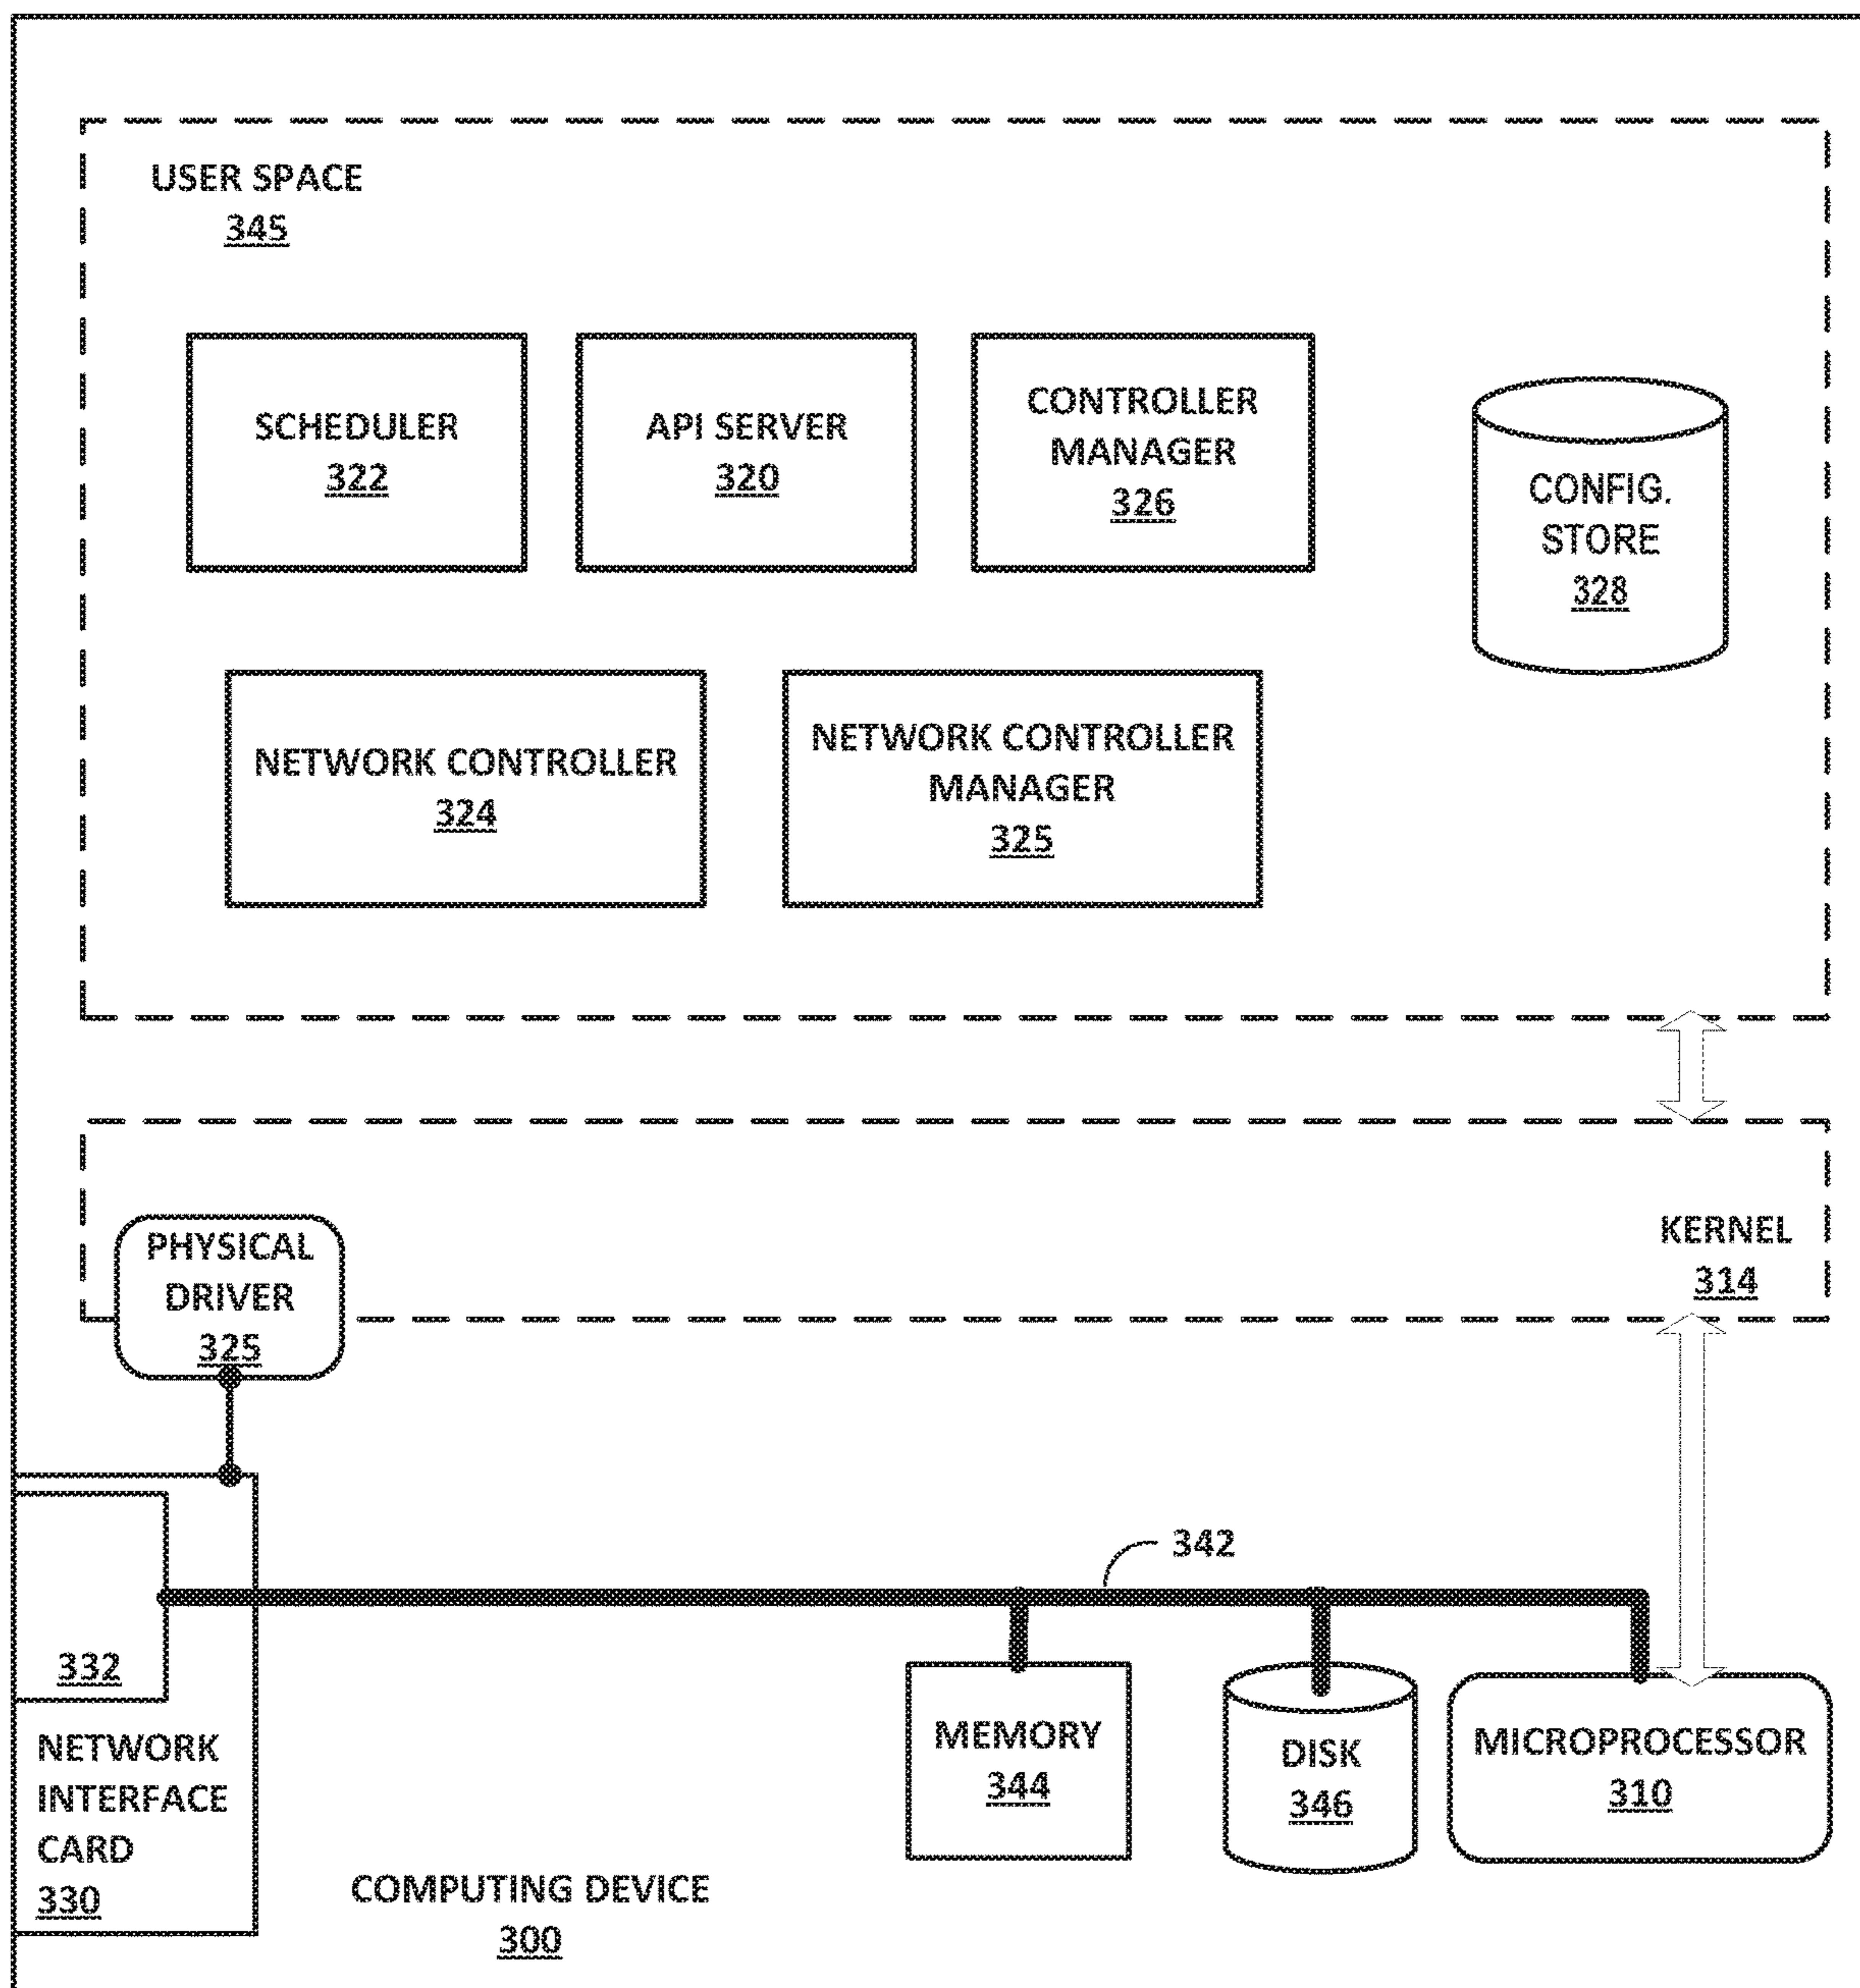 USER SPACE
345
SCHEDULER
322
API SERVER
320
CONTROLLER
MANAGER
326
CONFIG.
STORE
328
NETWORK CONTROLLER
324
NETWORK CONTROLLER
MANAGER
325
KERNEL
314
PHYSICAL
DRIVER
325
342
332
NETWORK
INTERFACE
CARD
330
MEMORY
344
DISK
346
MICROPROCESSOR
310
COMPUTING DEVICE
300